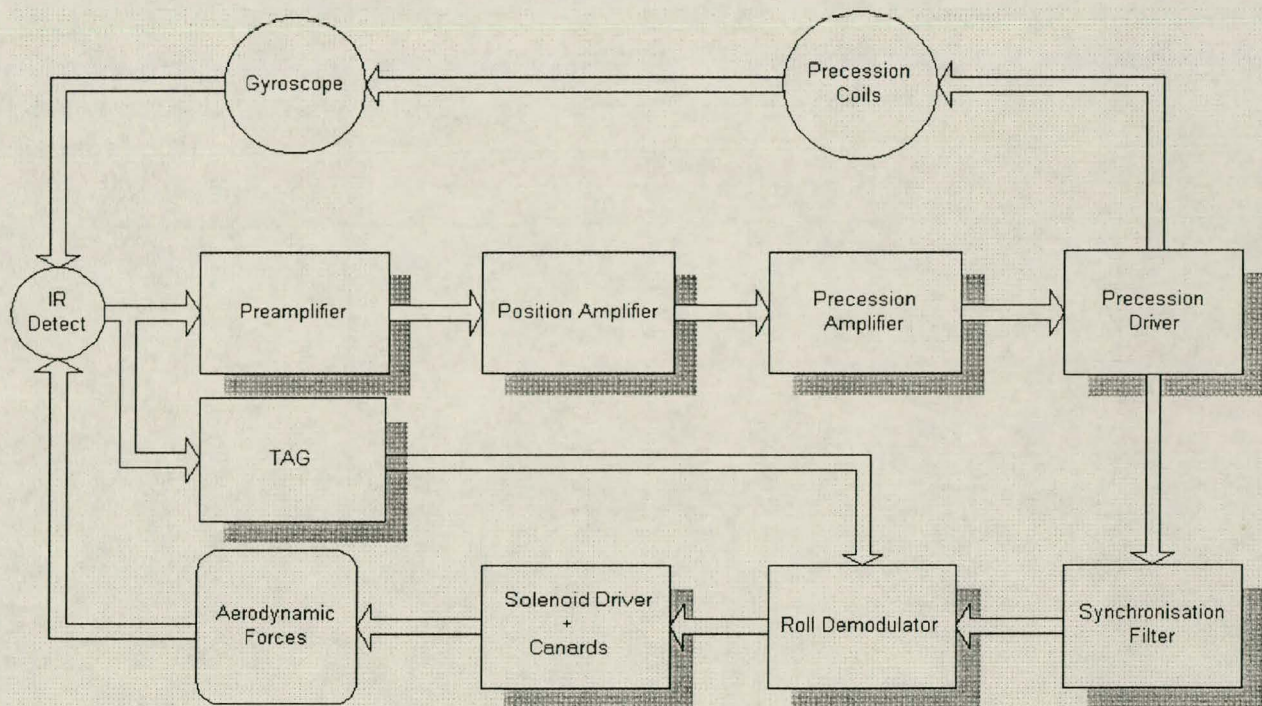 Gyroscope
Precession
Coils
IR
Detect
Preamplifier
Position Amplifier
Precession
Amplifier
Precession
Driver
TAG
Aerodynamic
Forces
Solenoid Driver
+
Canards
Roll Demodulator
Synchronisation
Filter